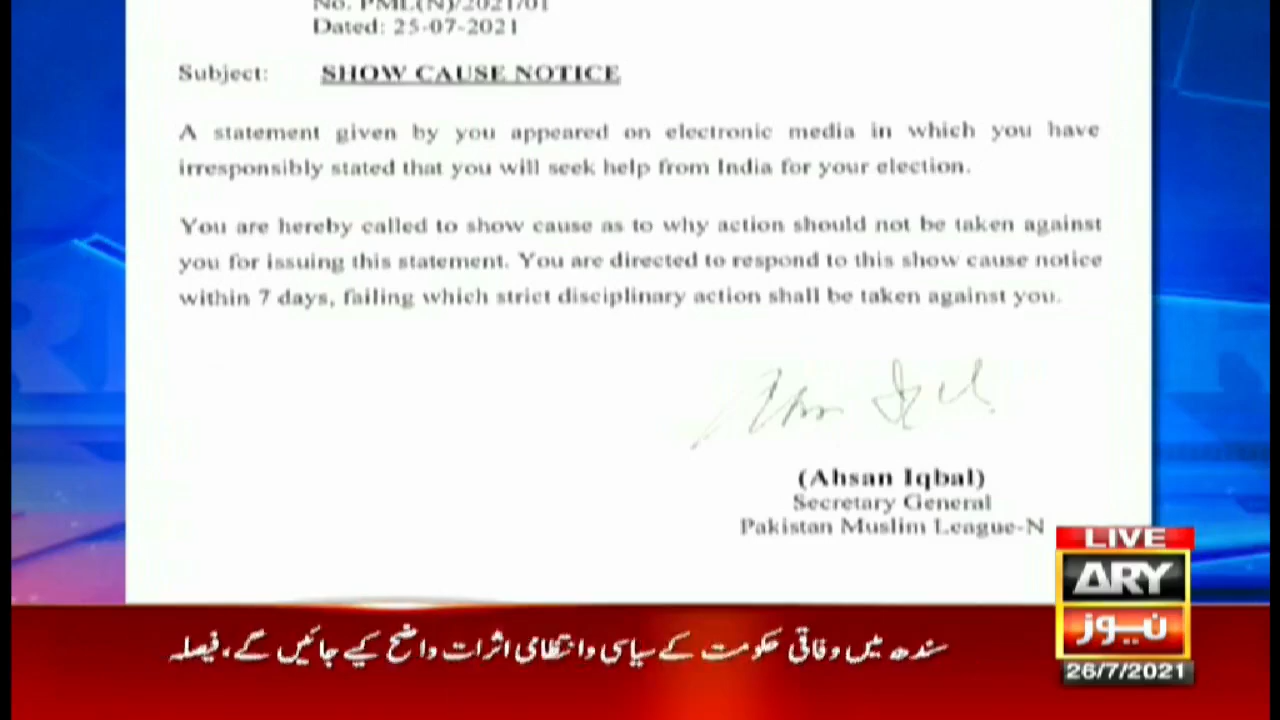 No. PML(N)/2021/01
Dated: 25-07-2021
Subject: SHOW CAUSE NOTICE
A statement given by you appeared on electronic media in which you have
irresponsibly stated that you will seek help from India for your election.
You are hereby called to show cause as to why action should not be taken against
you for issuing this statement. You are directed to respond to this show cause notice
within 7 days, failing which strict disciplinary action shall be taken against you.
(Ahsan Iqbal)
Secretary General
Pakistan Muslim League-N
LIVE
ARY
نیوز
26/7/2021
سندھ میں وفاقی حکومت کے سیاسی وانتظامی اثرات واضح کیے جائیں گے،فیصلہ